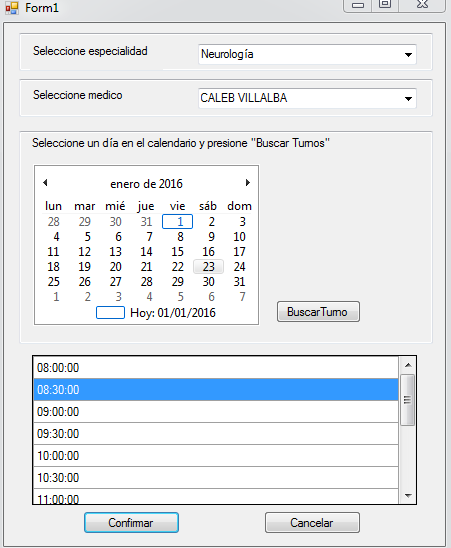 Form1
Seleccione especialidad
Neurología
Seleccione medico
CALEB VILLALBA
Seleccione un día en el calendario y presione "Buscar Turnos"
enero de 2016
lun mar mié jue vie sáb dom
28 29 30 31 1 2 3
4 5 6 7 8 9 10
11 12 13 14 15 16 17
18 19 20 21 22 23 24
25 26 27 28 29 30 31
1 2 3 4 5 6 7
Hoy: 01/01/2016
BuscarTurno
08:00:00
08:30:00
09:00:00
09:30:00
10:00:00
10:30:00
11:00:00
Confirmar
Cancelar